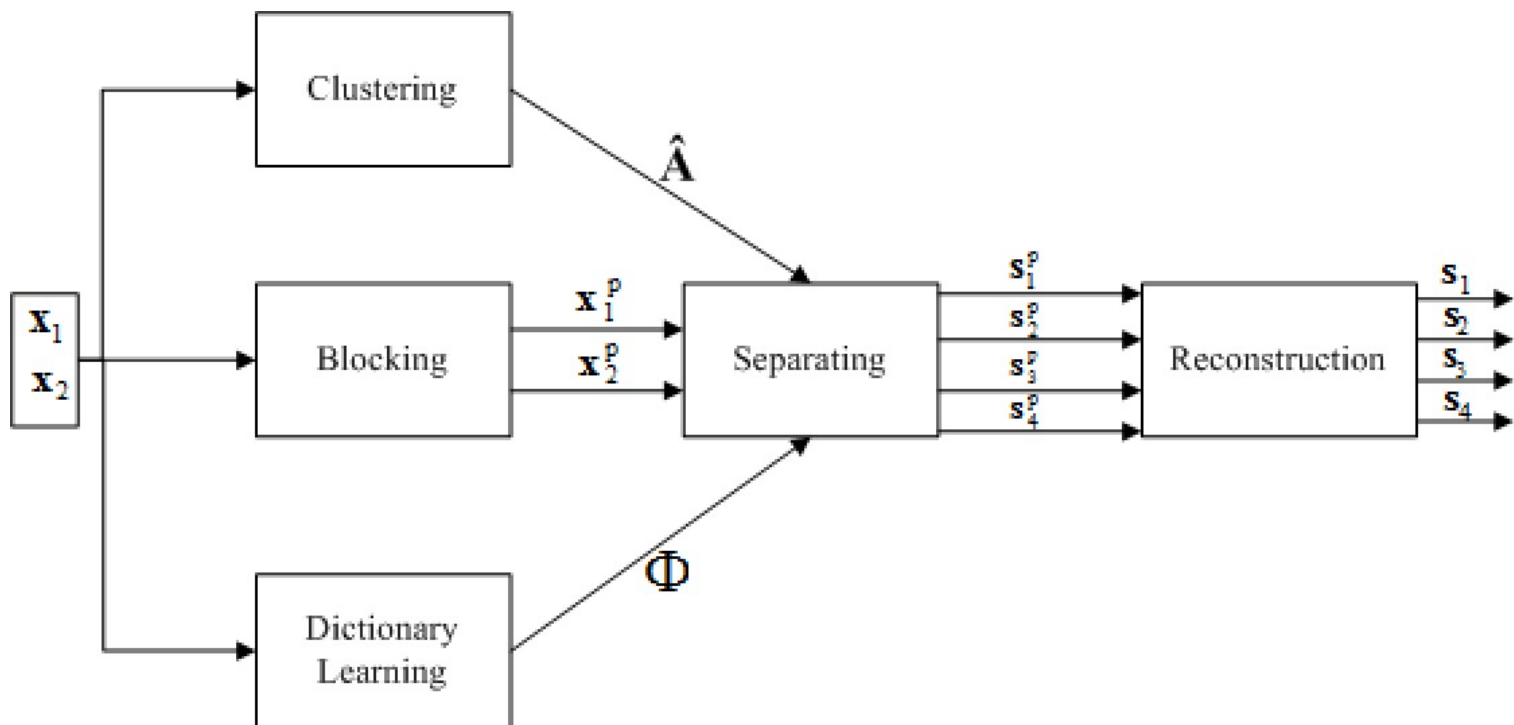 Clustering
Â
x₁
x₂
Blocking
x₁ᵖ
x₂ᵖ
Separating
s₁ᵖ
s₂ᵖ
s₃ᵖ
s₄ᵖ
Reconstruction
s₁
s₂
s₃
s₄
Φ
Dictionary
Learning